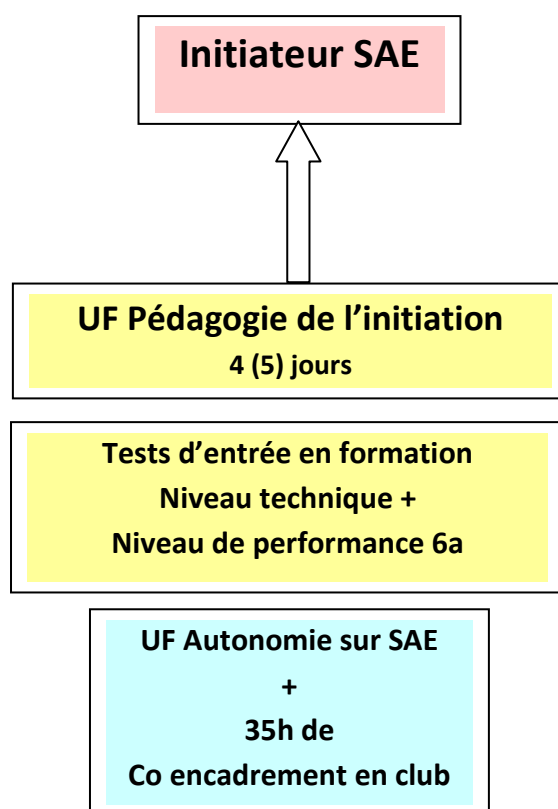 Initiateur SAE
UF Pédagogie de l’initiation
4 (5) jours
Tests d’entrée en formation
Niveau technique +
Niveau de performance 6a
UF Autonomie sur SAE
+
35h de
Co encadrement en club